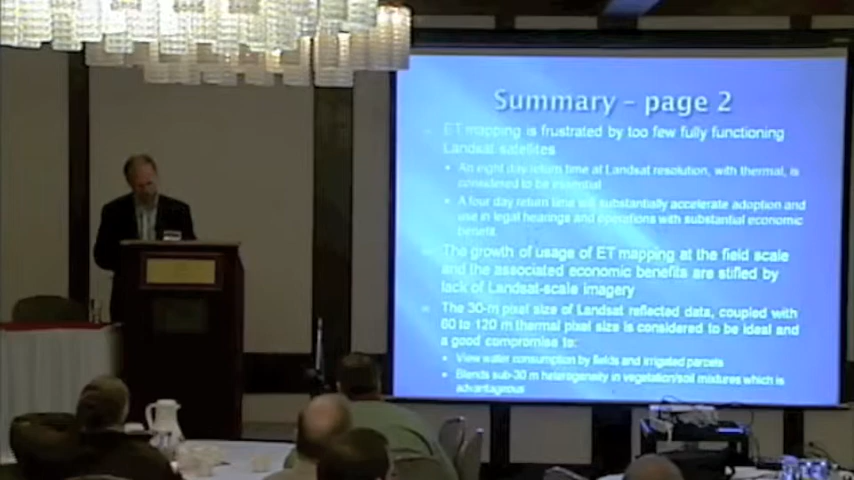 Summary – page 2
ET mapping is frustrated by too few fully functioning
Landsat satellites
An eight day return time at Landsat resolution, with thermal, is
considered to be essential
A four day return time will substantially accelerate adoption and
use in legal hearings and operations with substantial economic
benefit.
The growth of usage of ET mapping at the field scale
and the associated economic benefits are stifled by
lack of Landsat-scale imagery
The 30-m pixel size of Landsat reflected data, coupled with
60 to 120 m thermal pixel size is considered to be ideal and
a good compromise to:
View water consumption by fields and irrigated parcels
Blends sub-30 m heterogeneity in vegetation/soil mixtures which is
advantageous